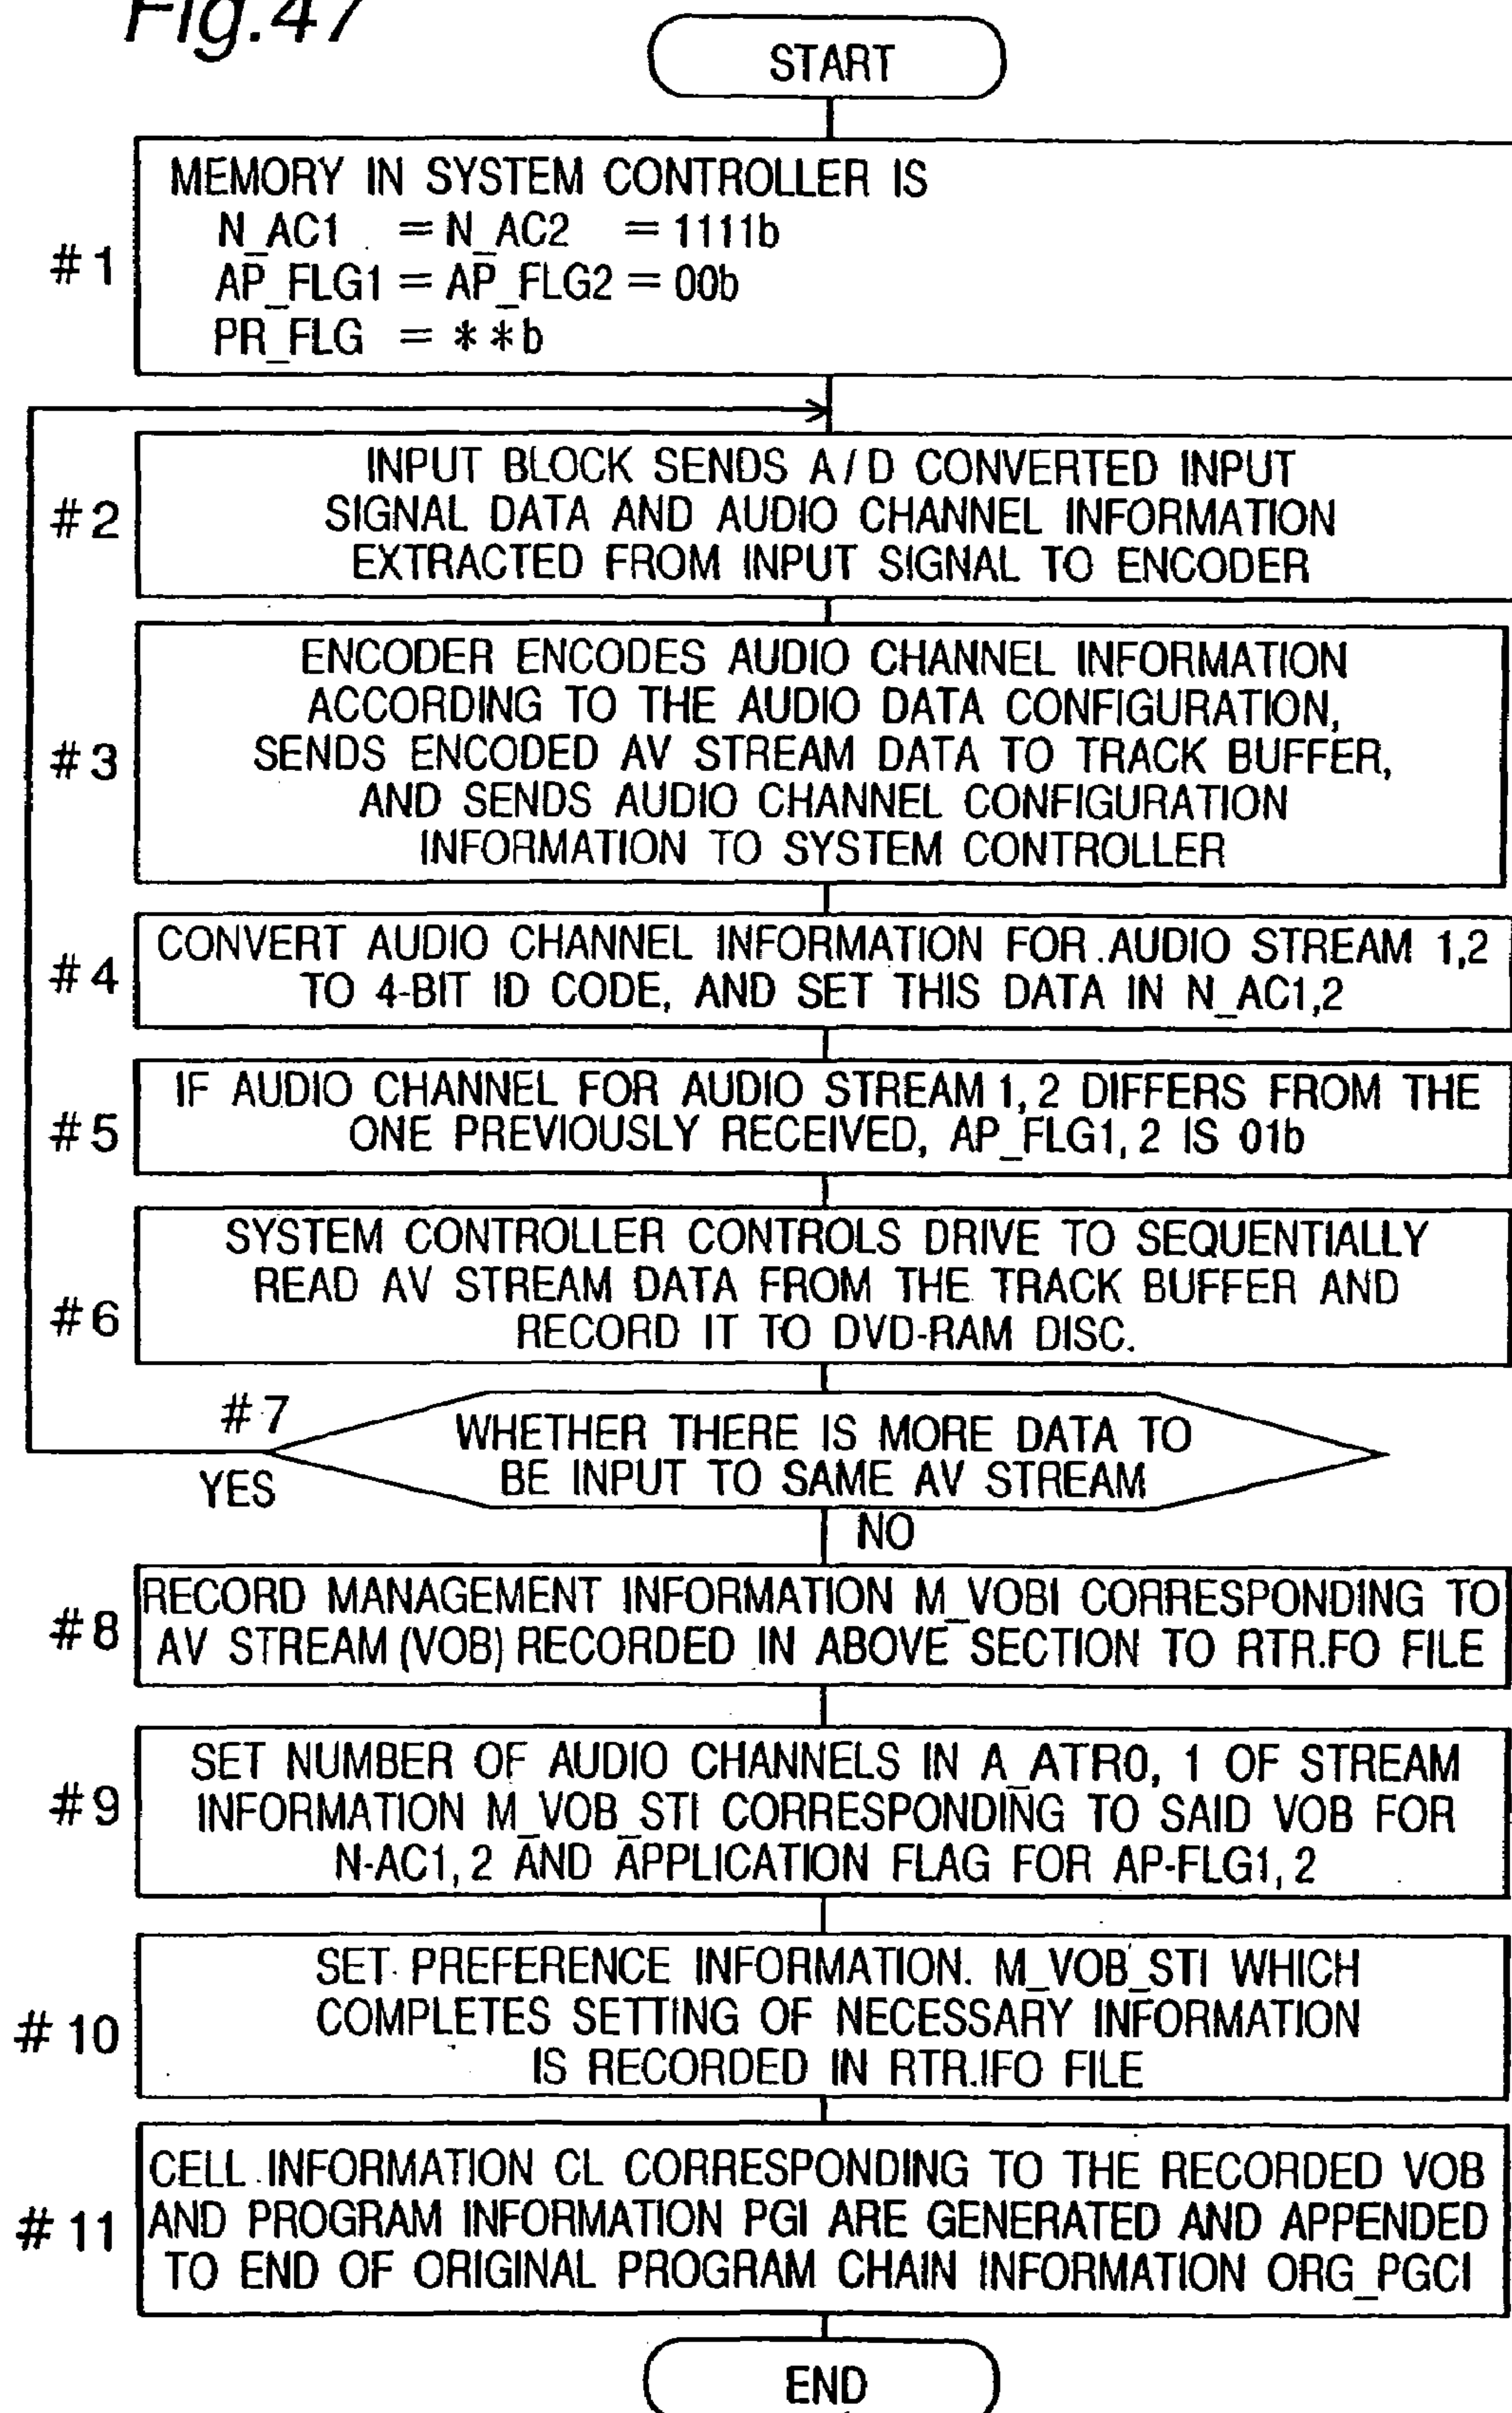 Fig.47
START
#1
MEMORY IN SYSTEM CONTROLLER IS
N_AC1 = N_AC2 = 1111b
AP_FLG1 = AP_FLG2 = 00b
PR_FLG = **b
#2
INPUT BLOCK SENDS A/D CONVERTED INPUT
SIGNAL DATA AND AUDIO CHANNEL INFORMATION
EXTRACTED FROM INPUT SIGNAL TO ENCODER
#3
ENCODER ENCODES AUDIO CHANNEL INFORMATION
ACCORDING TO THE AUDIO DATA CONFIGURATION,
SENDS ENCODED AV STREAM DATA TO TRACK BUFFER,
AND SENDS AUDIO CHANNEL CONFIGURATION
INFORMATION TO SYSTEM CONTROLLER
#4
CONVERT AUDIO CHANNEL INFORMATION FOR AUDIO STREAM 1,2
TO 4-BIT ID CODE, AND SET THIS DATA IN N_AC1,2
#5
IF AUDIO CHANNEL FOR AUDIO STREAM 1, 2 DIFFERS FROM THE
ONE PREVIOUSLY RECEIVED, AP_FLG1, 2 IS 01b
#6
SYSTEM CONTROLLER CONTROLS DRIVE TO SEQUENTIALLY
READ AV STREAM DATA FROM THE TRACK BUFFER AND
RECORD IT TO DVD-RAM DISC.
#7
WHETHER THERE IS MORE DATA TO
BE INPUT TO SAME AV STREAM
YES
NO
#8
RECORD MANAGEMENT INFORMATION M_VOBI CORRESPONDING TO
AV STREAM (VOB) RECORDED IN ABOVE SECTION TO RTR.FO FILE
#9
SET NUMBER OF AUDIO CHANNELS IN A_ATR0, 1 OF STREAM
INFORMATION M_VOB_STI CORRESPONDING TO SAID VOB FOR
N-AC1, 2 AND APPLICATION FLAG FOR AP-FLG1, 2
#10
SET PREFERENCE INFORMATION. M_VOB_STI WHICH
COMPLETES SETTING OF NECESSARY INFORMATION
IS RECORDED IN RTR.IFO FILE
#11
CELL INFORMATION CL CORRESPONDING TO THE RECORDED VOB
AND PROGRAM INFORMATION PGI ARE GENERATED AND APPENDED
TO END OF ORIGINAL PROGRAM CHAIN INFORMATION ORG_PGCI
END